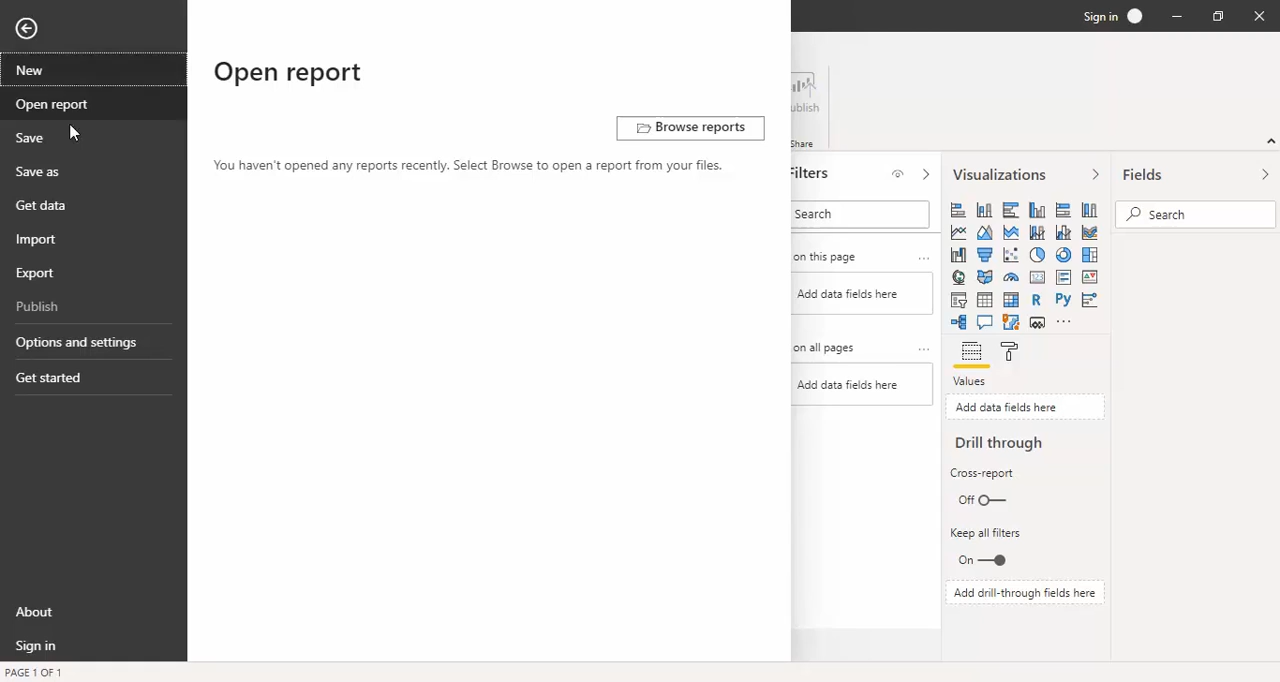 Sign in
New
Open report
Save
Save as
Get data
Import
Export
Publish
Options and settings
Get started
About
Sign in
Open report
Browse reports
You haven't opened any reports recently. Select Browse to open a report from your files.
ublish
Share
Filters
Search
on this page
...
Add data fields here
on all pages
...
Add data fields here
Visualizations
R
Py
...
Values
Add data fields here
Drill through
Cross-report
Off
Keep all filters
On
Add drill-through fields here
Fields
Search
PAGE 1 OF 1